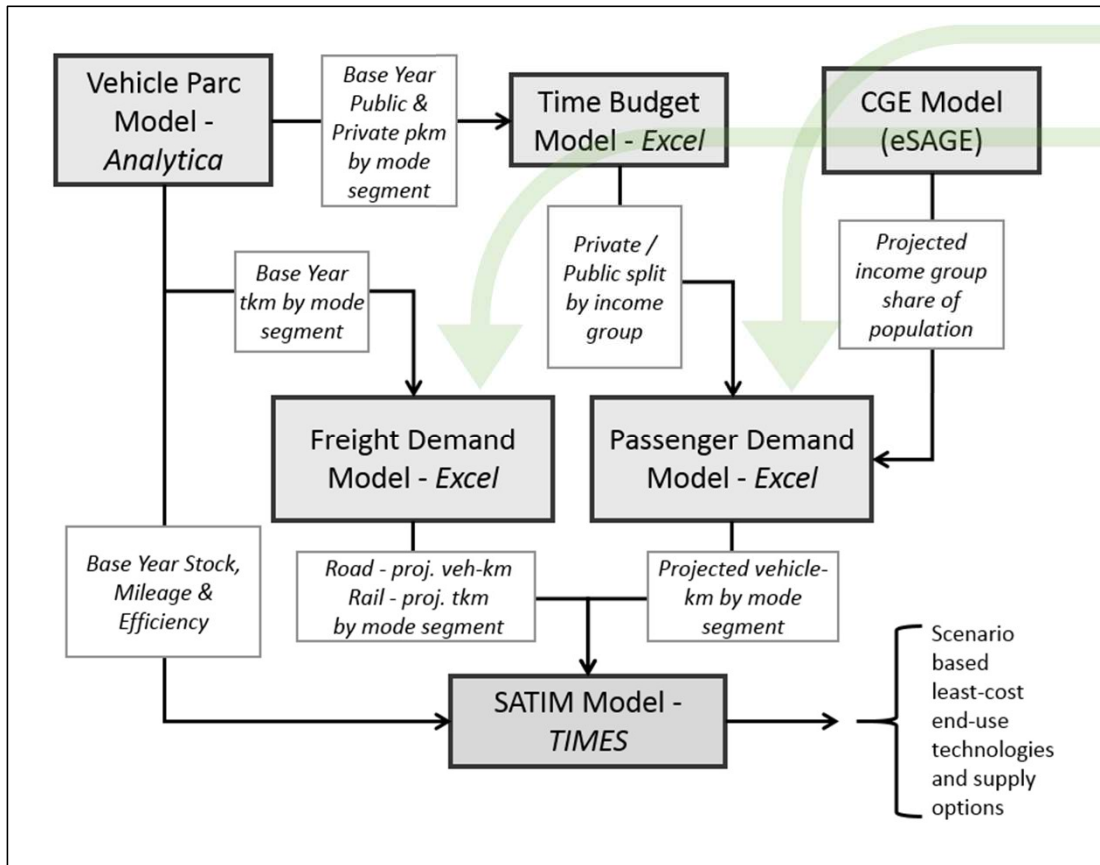 Vehicle Parc
Model -
Analytica
Base Year
Public &
Private pkm
by mode
segment
Time Budget
Model - Excel
CGE Model
(eSAGE)
Base Year
tkm by mode
segment
Private /
Public split
by income
group
Projected
income group
share of
population
Freight Demand
Model - Excel
Passenger Demand
Model - Excel
Base Year Stock,
Mileage &
Efficiency
Road - proj. veh-km
Rail - proj. tkm
by mode segment
Projected vehicle-
km by mode
segment
SATIM Model -
TIMES
Scenario
based
least-cost
end-use
technologies
and supply
options